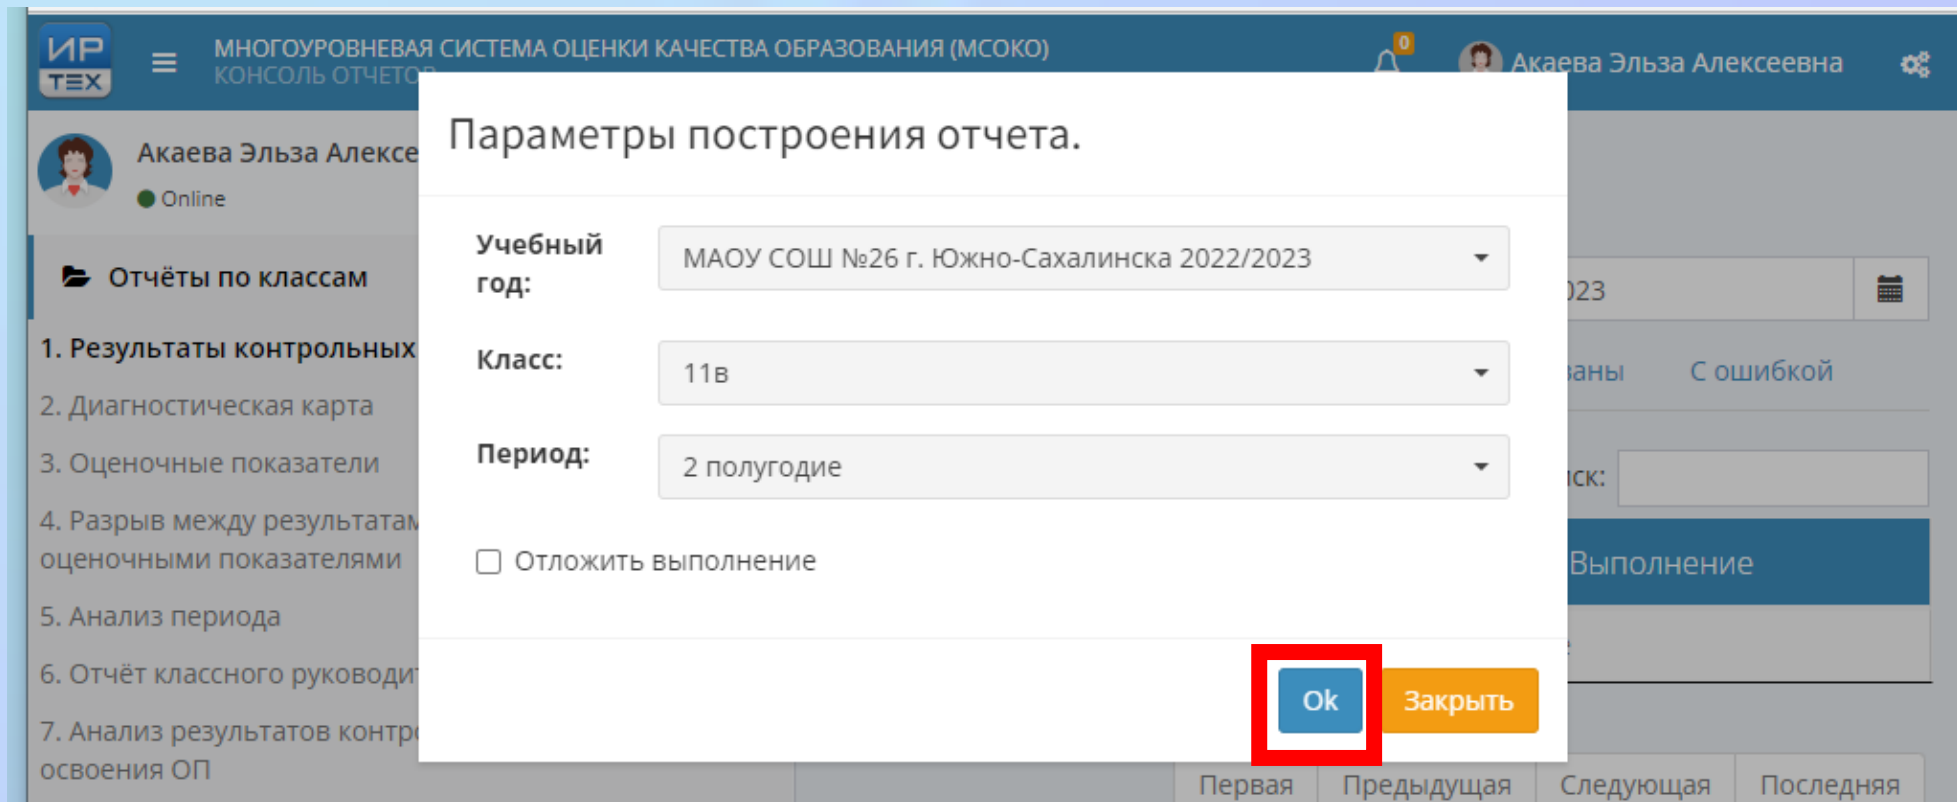 ИР
ТЕХ
МНОГОУРОВНЕВАЯ СИСТЕМА ОЦЕНКИ КАЧЕСТВА ОБРАЗОВАНИЯ (МСОКО)
КОНСОЛЬ ОТЧЕТОВ
0
Акаева Эльза Алексеевна
Акаева Эльза Алексе
Online
Отчёты по классам
1. Результаты контрольных
2. Диагностическая карта
3. Оценочные показатели
4. Разрыв между результатам
оценочными показателями
5. Анализ периода
6. Отчёт классного руководит
7. Анализ результатов контро
освоения ОП
Параметры построения отчета.
Учебный
год:
МАОУ СОШ №26 г. Южно-Сахалинска 2022/2023
Класс:
11в
Период:
2 полугодие
Отложить выполнение
Ok
Закрыть
023
ваны
С ошибкой
иск:
Выполнение
Первая
Предыдущая
Следующая
Последняя